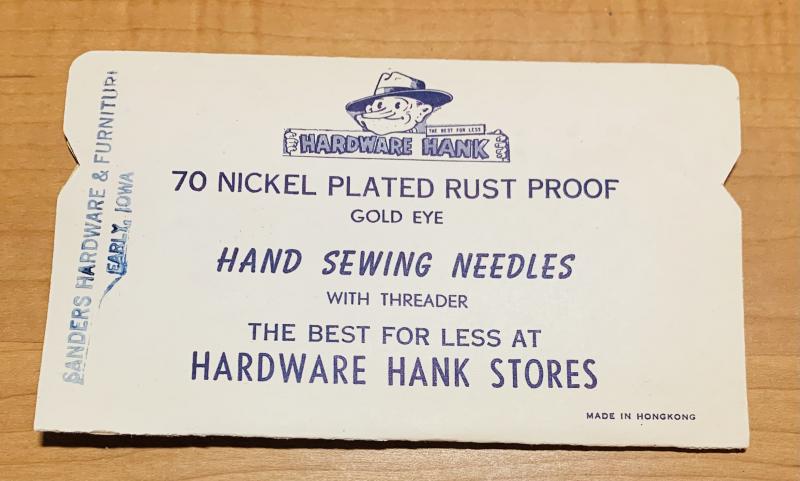 THE BEST FOR LESS
HARDWARE HANK
70 NICKEL PLATED RUST PROOF
GOLD EYE
HAND SEWING NEEDLES
WITH THREADER
THE BEST FOR LESS AT
HARDWARE HANK STORES
MADE IN HONGKONG
SANDERS HARDWARE & FURNITURE
EARLY, IOWA